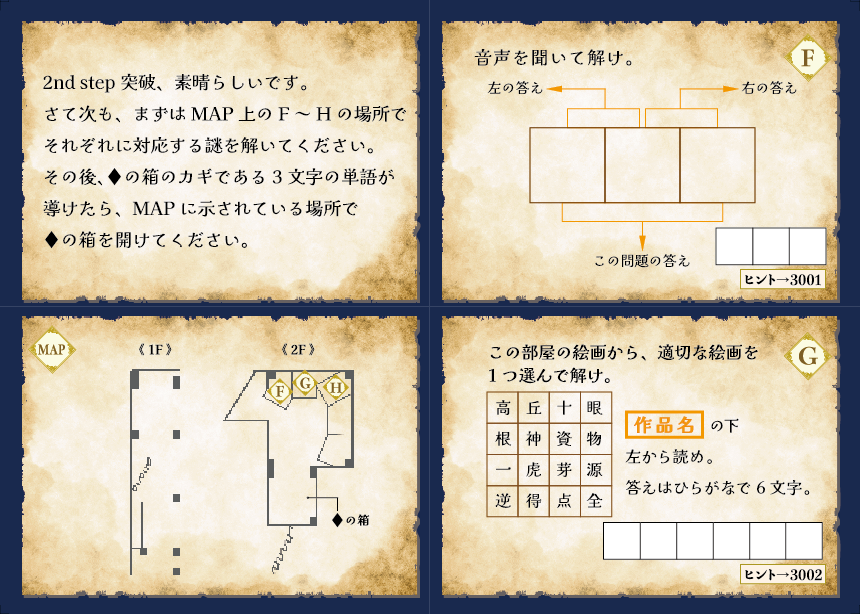 2nd step 突破、素晴らしいです。
さて次も、まずは MAP 上の F ～ H の場所で
それぞれに対応する謎を解いてください。
その後、♦の箱のカギである 3 文字の単語が
導けたら、MAP に示されている場所で
♦の箱を開けてください。
F
音声を聞いて解け。
左の答え
右の答え
この問題の答え
ヒント→3001
MAP
《 1F 》
《 2F 》
F
G
H
♦の箱
G
この部屋の絵画から、適切な絵画を
1 つ選んで解け。
高 丘 十 眼
根 神 資 物
一 虎 芽 源
逆 得 点 全
作品名 の下
左から読め。
答えはひらがなで 6 文字。
ヒント→3002